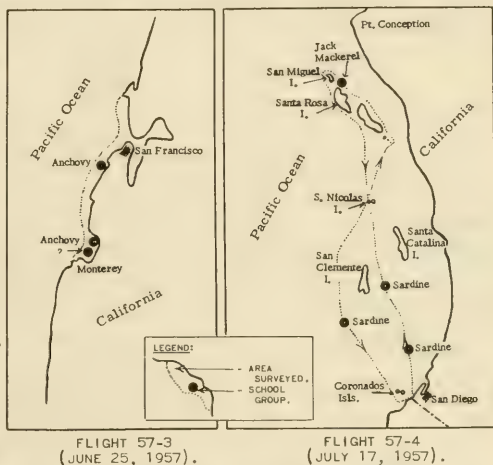 Pacific Ocean
San Francisco
Anchovy
Anchovy
?
Monterey
California
Pt. Conception
Jack
Mackerel
San Miguel
I.
Santa Rosa
I.
California
Pacific Ocean
S. Nicolas
I.
Santa
Catalina
I.
San
Clemente
I.
Sardine
Sardine
Sardine
Coronados
Isls.
San Diego
LEGEND:
AREA
SURVEYED.
SCHOOL
GROUP.
FLIGHT 57-3
(JUNE 25, 1957).
FLIGHT 57-4
(JULY 17, 1957).